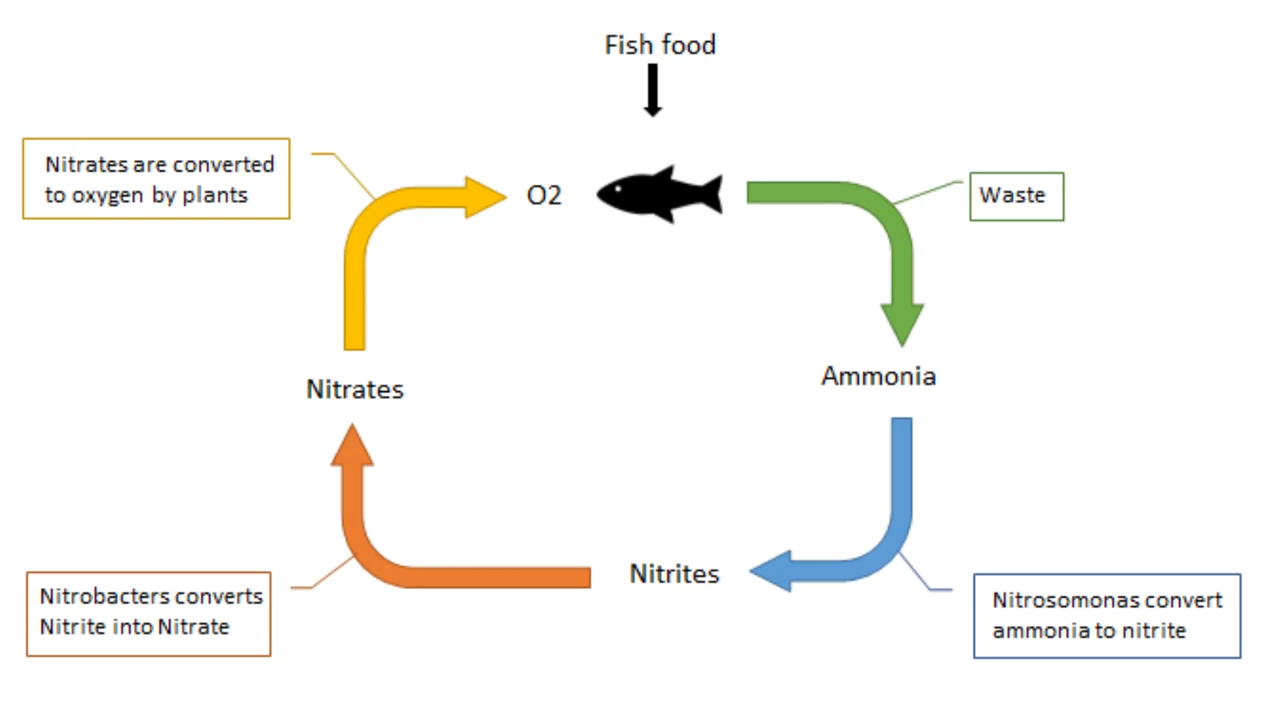 Fish food
Nitrates are converted
to oxygen by plants
O2
Waste
Nitrates
Ammonia
Nitrobacters converts
Nitrite into Nitrate
Nitrites
Nitrosomonas convert
ammonia to nitrite